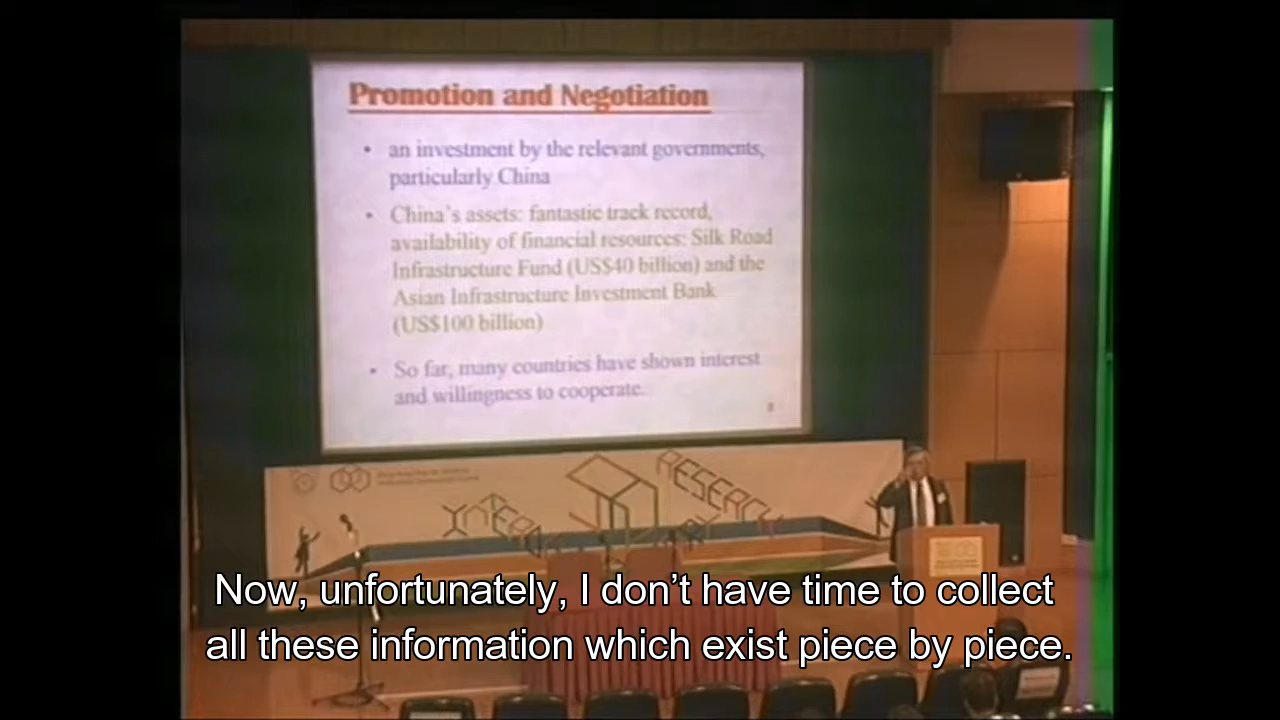 Promotion and Negotiation
• an investment by the relevant governments,
particularly China
• China's assets: fantastic track record,
availability of financial resources: Silk Road
Infrastructure Fund (US$40 billion) and the
Asian Infrastructure Investment Bank
(US$100 billion)
• So far, many countries have shown interest
and willingness to cooperate.
8
RESERCH
Now, unfortunately, I don’t have time to collect
all these information which exist piece by piece.